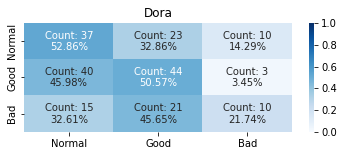 Dora
Normal
Count: 37
52.86%
Count: 23
32.86%
Count: 10
14.29%
Good
Count: 40
45.98%
Count: 44
50.57%
Count: 3
3.45%
Bad
Count: 15
32.61%
Count: 21
45.65%
Count: 10
21.74%
Normal
Good
Bad
1.0
0.8
0.6
0.4
0.2
0.0